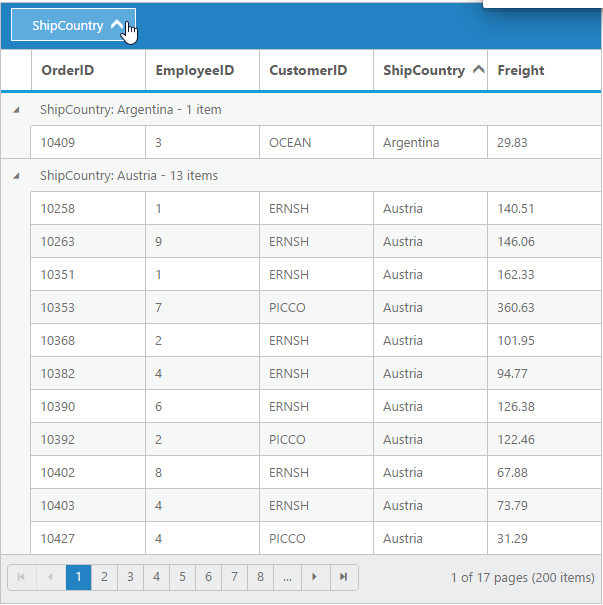 ShipCountry
OrderID EmployeeID CustomerID ShipCountry Freight
ShipCountry: Argentina - 1 item
10409 3 OCEAN Argentina 29.83
ShipCountry: Austria - 13 items
10258 1 ERNSH Austria 140.51
10263 9 ERNSH Austria 146.06
10351 1 ERNSH Austria 162.33
10353 7 PICCO Austria 360.63
10368 2 ERNSH Austria 101.95
10382 4 ERNSH Austria 94.77
10390 6 ERNSH Austria 126.38
10392 2 PICCO Austria 122.46
10402 8 ERNSH Austria 67.88
10403 4 ERNSH Austria 73.79
10427 4 PICCO Austria 31.29
1 2 3 4 5 6 7 8 ... 1 of 17 pages (200 items)